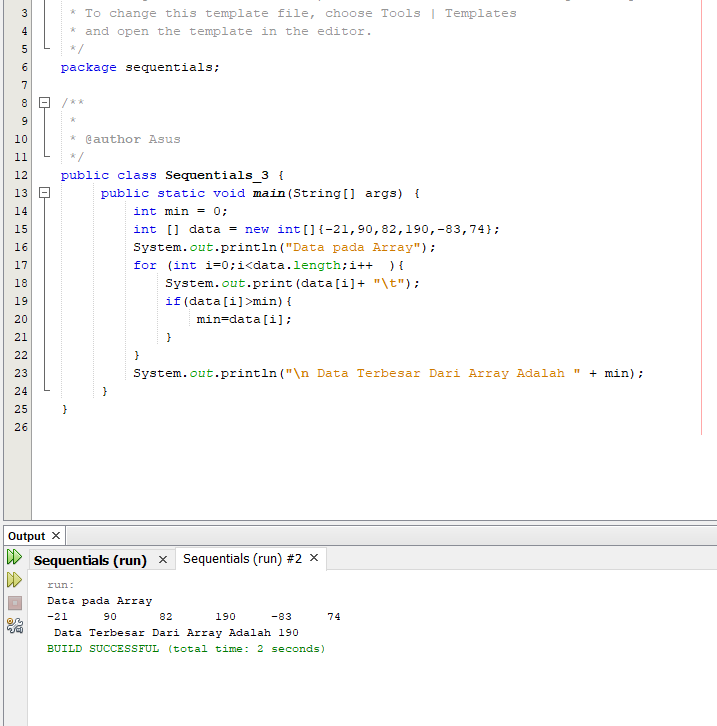 3 * To change this template file, choose Tools | Templates
4 * and open the template in the editor.
5 */
6 package sequentials;
7
8 /**
9 *
10 * @author Asus
11 */
12 public class Sequentials_3 {
13 public static void main(String[] args) {
14 int min = 0;
15 int [] data = new int[]{-21,90,82,190,-83,74};
16 System.out.println("Data pada Array");
17 for (int i=0;i<data.length;i++ ){
18 System.out.print(data[i]+ "\t");
19 if(data[i]>min){
20 min=data[i];
21 }
22 }
23 System.out.println("\n Data Terbesar Dari Array Adalah " + min);
24 }
25 }
26
Output ×
Sequentials (run) × Sequentials (run) #2 ×
run:
Data pada Array
-21 90 82 190 -83 74
Data Terbesar Dari Array Adalah 190
BUILD SUCCESSFUL (total time: 2 seconds)